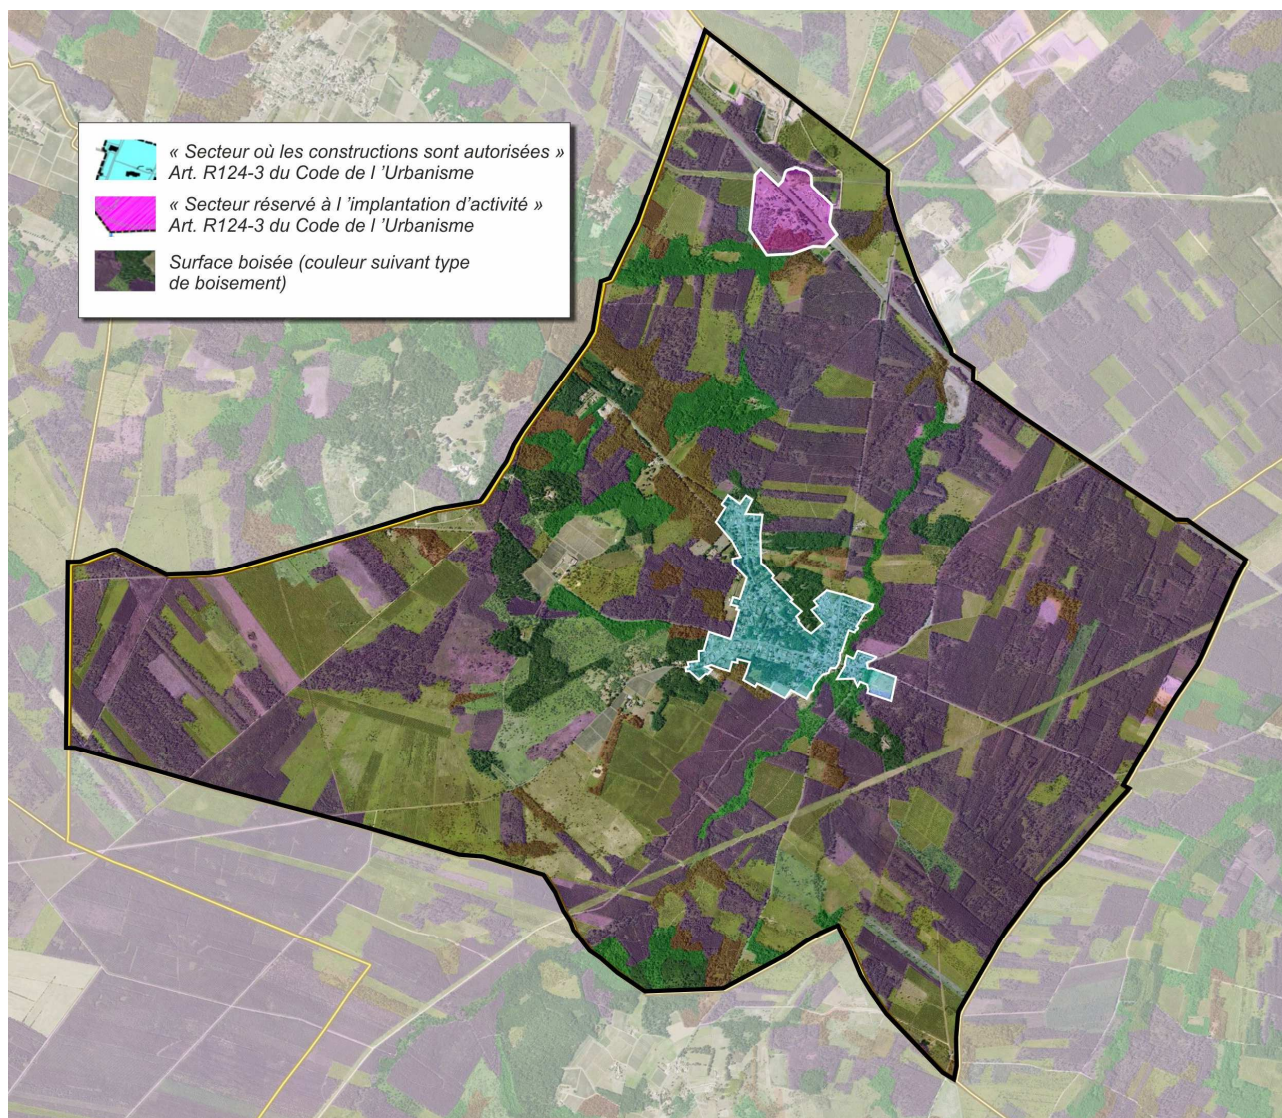 « Secteur où les constructions sont autorisées »
Art. R124-3 du Code de l ’Urbanisme
« Secteur réservé à l ’implantation d’activité »
Art. R124-3 du Code de l ’Urbanisme
Surface boisée (couleur suivant type
de boisement)